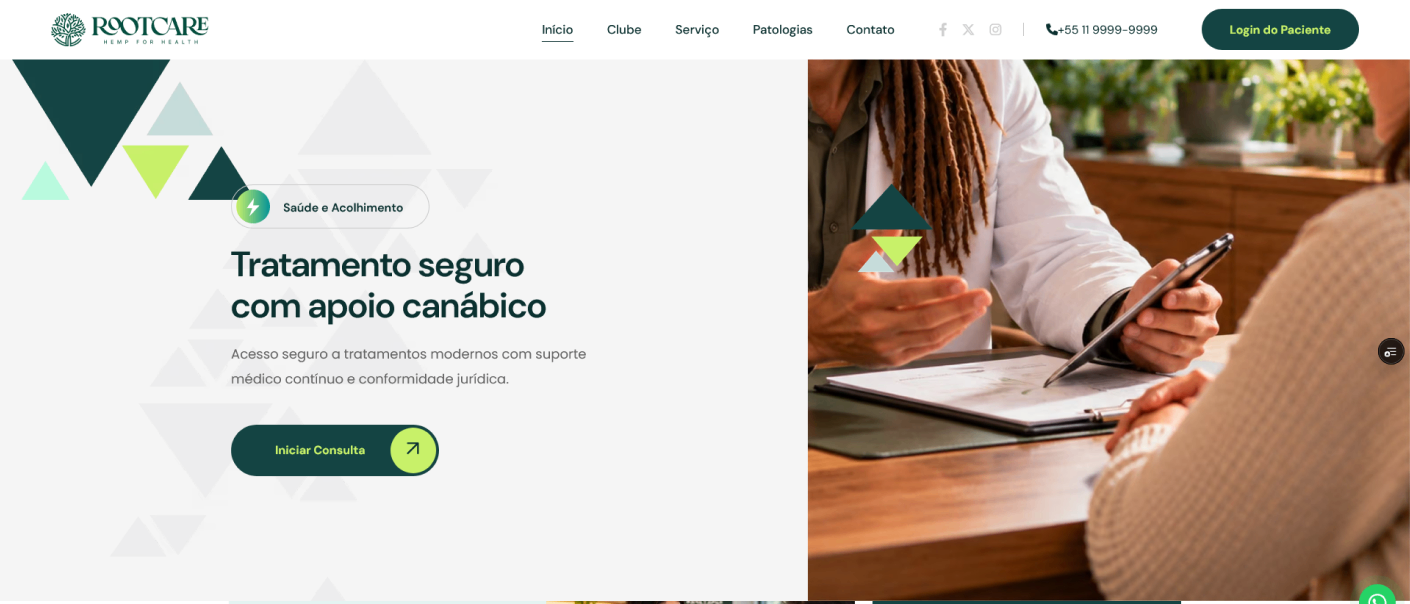 ROOTCARE
HEMP FOR HEALTH
Início
Clube
Serviço
Patologias
Contato
+55 11 9999-9999
Login do Paciente
Saúde e Acolhimento
Tratamento seguro
com apoio canábico
Acesso seguro a tratamentos modernos com suporte
médico contínuo e conformidade jurídica.
Iniciar Consulta